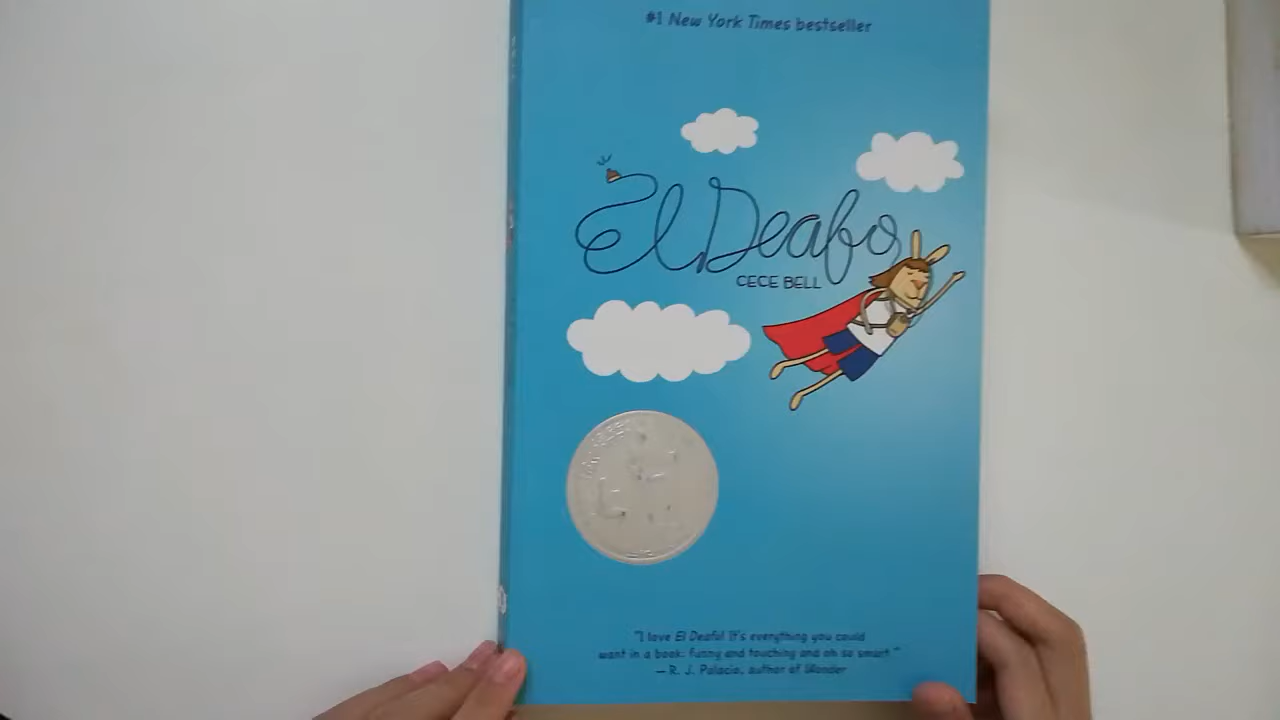 #1 New York Times bestseller
El Deafo
CECE BELL
"I love El Deafo! It's everything you could
want in a book: funny and touching and oh so smart."
— R. J. Palacio, author of Wonder